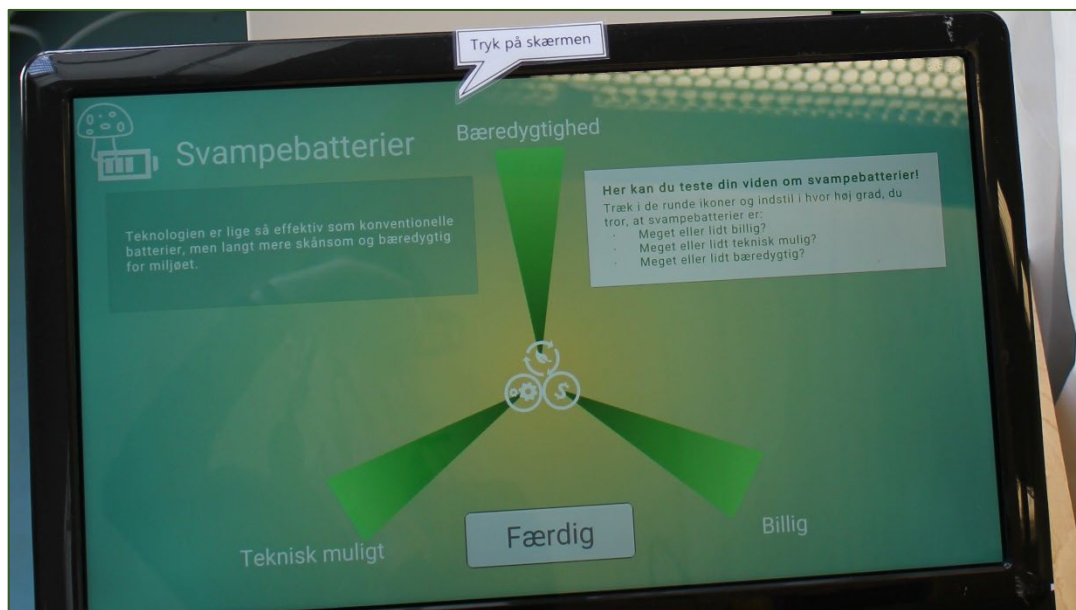 Tryk på skærmen
Svampebatterier
Bæredygtighed
Teknologien er lige så effektiv som konventionelle
batterier, men langt mere skånsom og bæredygtig
for miljøet.
Her kan du teste din viden om svampebatterier!
Træk i de runde ikoner og indstil i hvor høj grad, du
tror, at svampebatterier er:
· Meget eller lidt billig?
· Meget eller lidt teknisk mulig?
· Meget eller lidt bæredygtig?
Teknisk muligt
Færdig
Billig